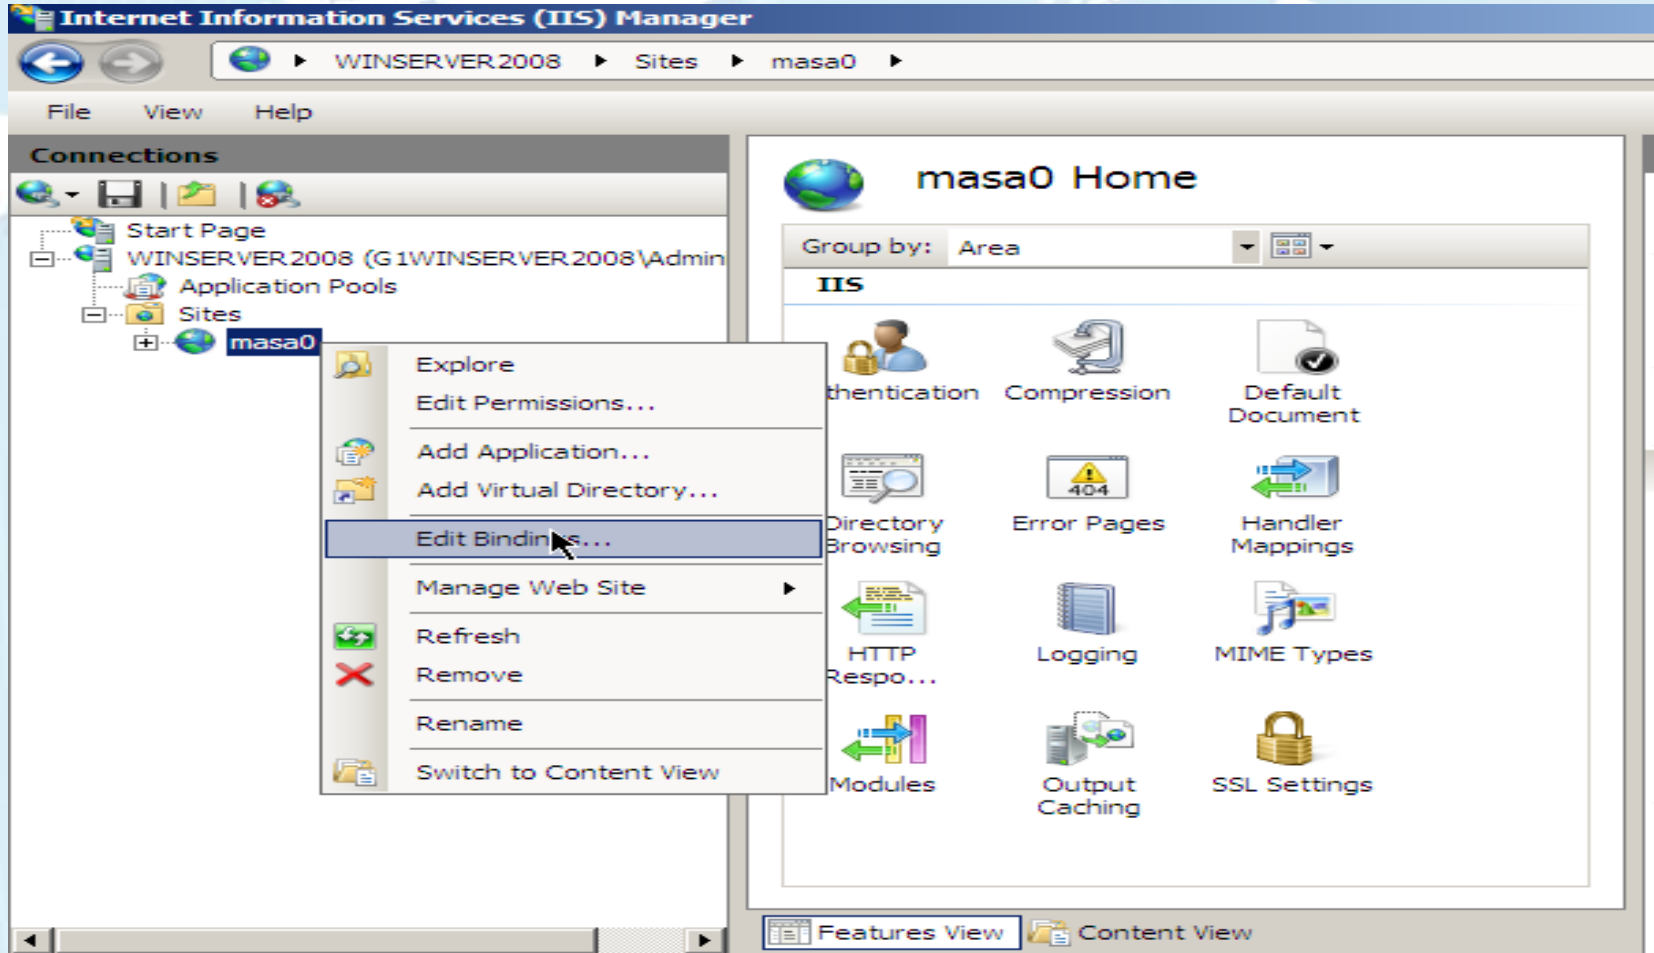 Internet Information Services (IIS) Manager
WINSERVER2008 Sites masa0
File View Help
Connections
Start Page
WINSERVER2008 (G1WINSERVER2008\Admin
Application Pools
Sites
masa0
Explore
Edit Permissions...
Add Application...
Add Virtual Directory...
Edit Bindings...
Manage Web Site
Refresh
Remove
Rename
Switch to Content View
masa0 Home
Group by: Area
IIS
thentication Compression Default
Document
404
Directory Error Pages Handler
Browsing Mappings
HTTP Logging MIME Types
Respo...
Modules Output SSL Settings
Caching
Features View Content View